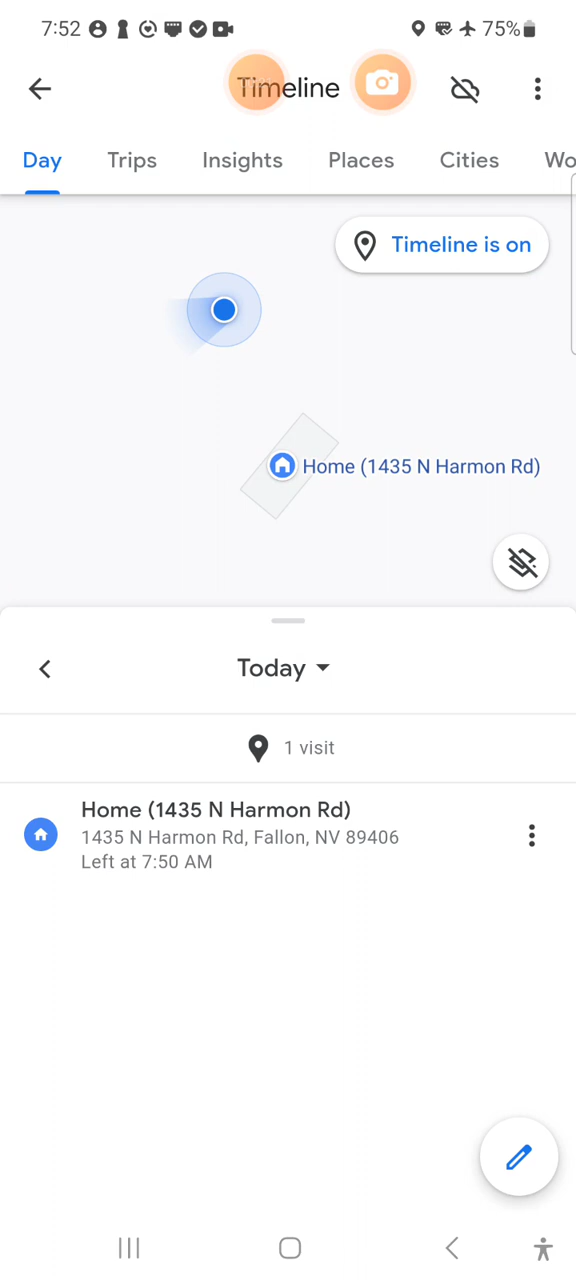 7:52
75%
Timeline
Day Trips Insights Places Cities Wo
Timeline is on
Home (1435 N Harmon Rd)
Today
1 visit
Home (1435 N Harmon Rd)
1435 N Harmon Rd, Fallon, NV 89406
Left at 7:50 AM